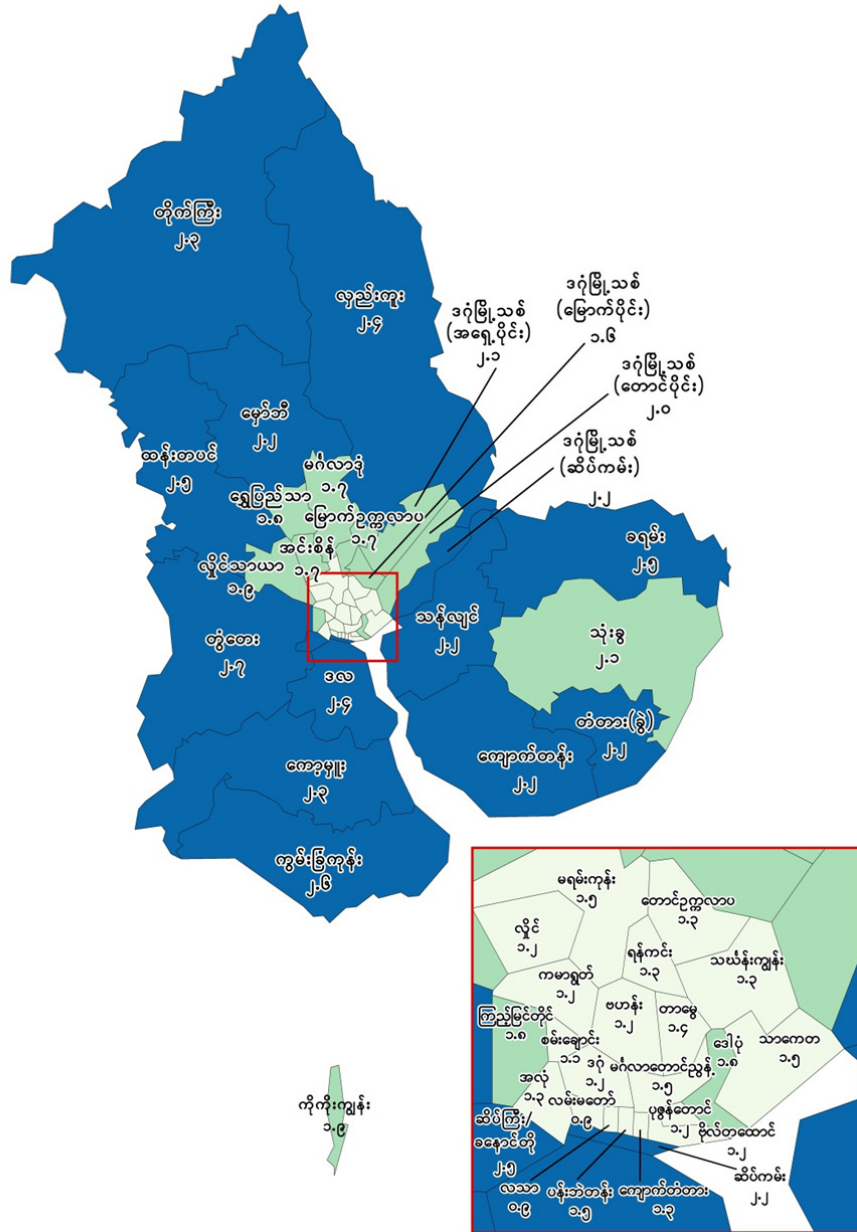 တိုက်ကြီး
၂.၃
လှည်းကူး
၂.၄
ဒဂုံမြို့သစ်
(အရှေ့ပိုင်း)
၂.၁
ဒဂုံမြို့သစ်
(မြောက်ပိုင်း)
၁.၆
ဒဂုံမြို့သစ်
(တောင်ပိုင်း)
၂.၀
ဒဂုံမြို့သစ်
(ဆိပ်ကမ်း)
၂.၂
မှော်ဘီ
၂.၂
ထန်းတပင်
၂.၅
မင်္ဂလာဒုံ
၁.၇
ရွှေပြည်သာ
၁.၈
မြောက်ဥက္ကလာပ
၁.၇
အင်းစိန်
၁.၇
လှိုင်သာယာ
၁.၉
ခရမ်း
၂.၅
သုံးခွ
၂.၁
သန်လျင်
၂.၂
တွံတေး
၂.၇
ဒလ
၂.၄
တံတား(ခွဲ)
၂.၂
ကျောက်တန်း
၂.၂
ကော့မှူး
၂.၃
ကွမ်းခြံကုန်း
၂.၆
ကိုကိုးကျွန်း
၁.၉
မရမ်းကုန်း
၁.၅
တောင်ဥက္ကလာပ
၁.၃
လှိုင်
၁.၂
ရန်ကင်း
၁.၃
သင်္ဃန်းကျွန်း
၁.၃
ကမာရွတ်
၁.၂
ဗဟန်း
၁.၂
တာမွေ
၁.၄
ကြည့်မြင်တိုင်
၁.၈
စမ်းချောင်း
၁.၁
ဒေါပုံ
၁.၈
သာကေတ
၁.၅
ဒဂုံ
၁.၂
မင်္ဂလာတောင်ညွန့်
၁.၅
အလုံ
၁.၃
လမ်းမတော်
၀.၉
ပုဇွန်တောင်
၁.၂
ဗိုလ်တထောင်
၁.၂
ဆိပ်ကြီး/
ခနောင်တို
၂.၅
လသာ
၀.၉
ပန်းဘဲတန်း
၁.၅
ကျောက်တံတား
၁.၃
ဆိပ်ကမ်း
၂.၂